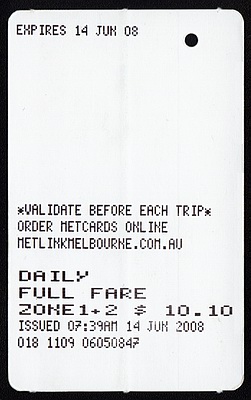 EXPIRES 14 JUN 08
*VALIDATE BEFORE EACH TRIP*
ORDER METCARDS ONLINE
METLINKMELBOURNE.COM.AU
DAILY
FULL FARE
ZONE1+2 $ 10.10
ISSUED 07:39AM 14 JUN 2008
018 1109 06050847